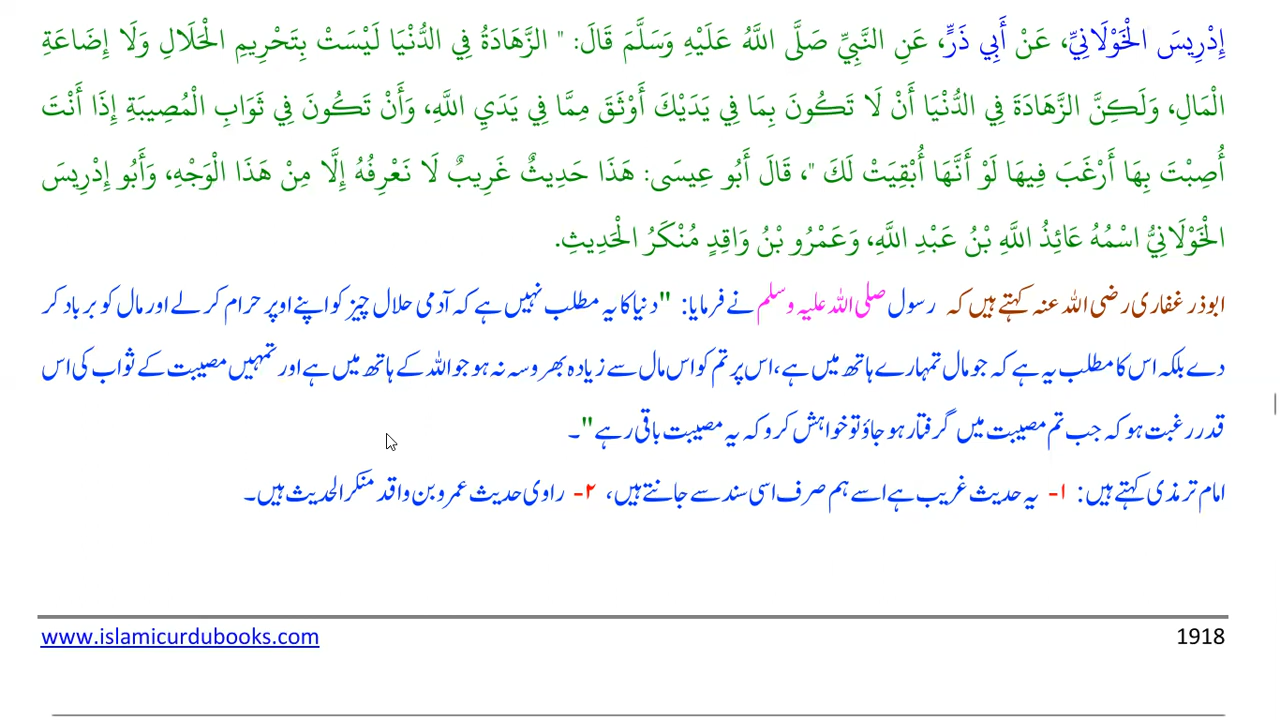 إِدْرِيسَ الْخَوْلَانِيِّ، عَنْ أَبِي ذَرٍّ، عَنِ النَّبِيِّ صَلَّى اللَّهُ عَلَيْهِ وَسَلَّمَ قَالَ: " الزَّهَادَةُ فِي الدُّنْيَا لَيْسَتْ بِتَحْرِيمِ الْحَلَالِ وَلَا إِضَاعَةِ
الْمَالِ، وَلَكِنَّ الزَّهَادَةَ فِي الدُّنْيَا أَنْ لَا تَكُونَ بِمَا فِي يَدَيْكَ أَوْثَقَ مِمَّا فِي يَدَيِ اللَّهِ، وَأَنْ تَكُونَ فِي ثَوَابِ الْمُصِيبَةِ إِذَا أَنْتَ
أُصِبْتَ بِهَا أَرْغَبَ فِيهَا لَوْ أَنَّهَا أُبْقِيَتْ لَكَ "، قَالَ أَبُو عِيسَى: هَذَا حَدِيثٌ غَرِيبٌ لَا نَعْرِفُهُ إِلَّا مِنْ هَذَا الْوَجْهِ، وَأَبُو إِدْرِيسَ
الْخَوْلَانِيُّ اسْمُهُ عَائِذُ اللَّهِ بْنُ عَبْدِ اللَّهِ، وَعَمْرُو بْنُ وَاقِدٍ مُنْكَرُ الْحَدِيثِ.
ابوذر غفاری رضی اللہ عنہ کہتے ہیں کہ رسول صلی اللہ علیہ وسلم نے فرمایا: "دنیا کا یہ مطلب نہیں ہے کہ آدمی حلال چیز کو اپنے اوپر حرام کر لے اور مال کو برباد کر
دے بلکہ اس کا مطلب یہ ہے کہ جو مال تمہارے ہاتھ میں ہے، اس پر تم کو اس مال سے زیادہ بھروسہ نہ ہو جو اللہ کے ہاتھ میں ہے اور تمہیں مصیبت کے ثواب کی اس
قدر رغبت ہو کہ جب تم مصیبت میں گرفتار ہو جاؤ تو خواہش کرو کہ یہ مصیبت باقی رہے"۔
امام ترمذی کہتے ہیں: ۱- یہ حدیث غریب ہے اسے ہم صرف اسی سند سے جانتے ہیں، ۲- راوی حدیث عمرو بن واقد منکر الحدیث ہیں۔
www.islamicurdubooks.com 1918